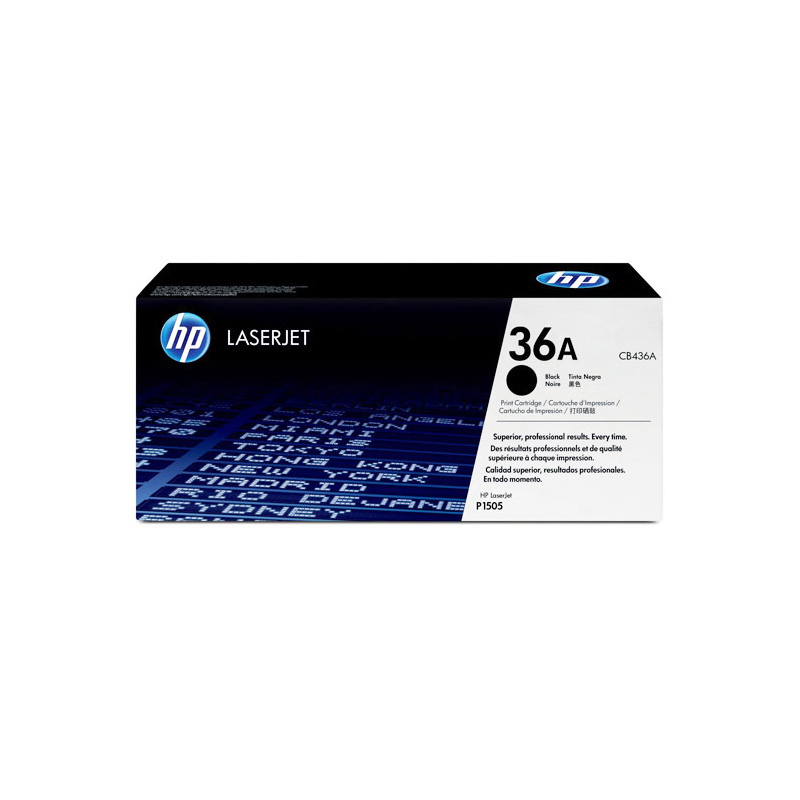 hp
hp
LASERJET
36A
CB436A
Black Tinta Negra
Noire 黑色
Print Cartridge / Cartouche d'Impression /
Cartucho de Impresión / 打印硒鼓
Superior, professional results. Every time.
Des résultats professionnels et de qualité
supérieure à chaque impression.
Calidad superior, resultados profesionales.
En todo momento.
HP LaserJet
P1505
LONDON
MIAMI
PARIS
TOKYO
HONG KONG
NEW YORK
MADRID
RIO DE JANE
SYDNEY